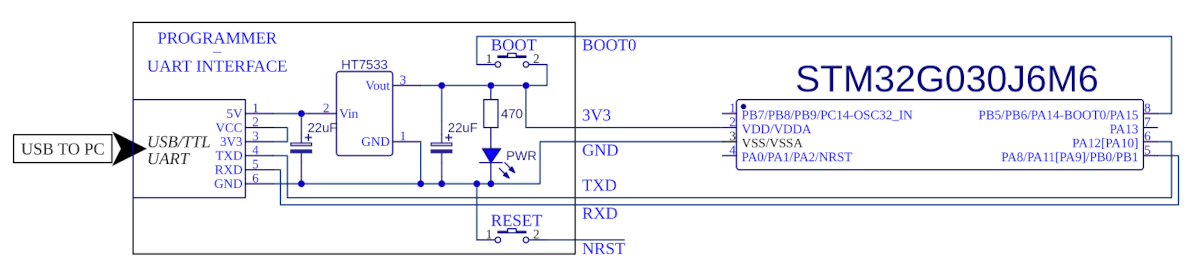 PROGRAMMER
–
UART INTERFACE
USB TO PC
USB/TTL
UART
5V 1
VCC 2
3V3 3
TXD 4
RXD 5
GND 6
22uF
+
HT7533
2 Vin
Vout 3
GND 1
22uF
+
470
PWR
BOOT
1 2
RESET
1 2
BOOT0
3V3
GND
TXD
RXD
NRST
STM32G030J6M6
1 PB7/PB8/PB9/PC14-OSC32_IN
2 VDD/VDDA
3 VSS/VSSA
4 PA0/PA1/PA2/NRST
PB5/PB6/PA14-BOOT0/PA15 8
PA13 7
PA12[PA10] 6
PA8/PA11[PA9]/PB0/PB1 5